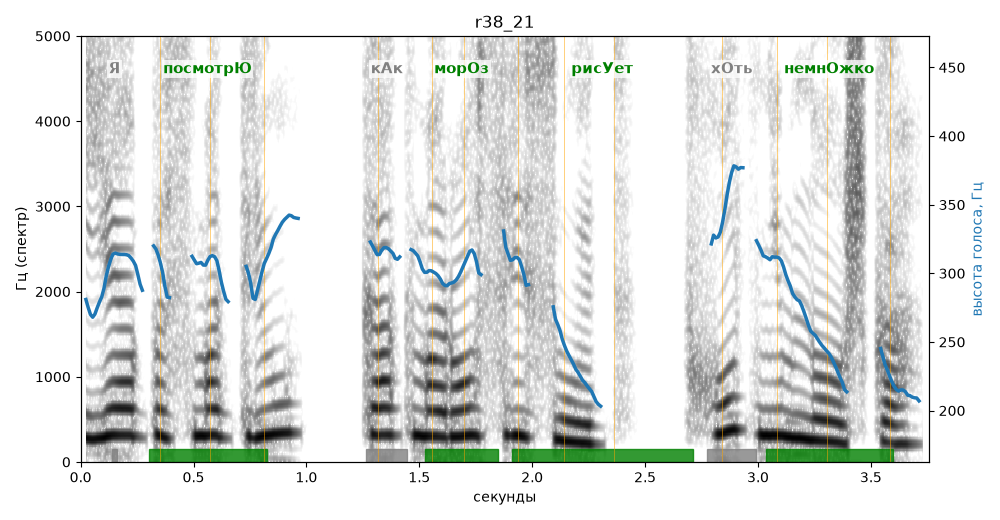 r38_21
Я посмотрЮ кАк морОз рисУет хОть немнОжко
5000
4000
3000
2000
1000
0
Гц (спектр)
450
400
350
300
250
200
высота голоса, Гц
0.0 0.5 1.0 1.5 2.0 2.5 3.0 3.5
секунды